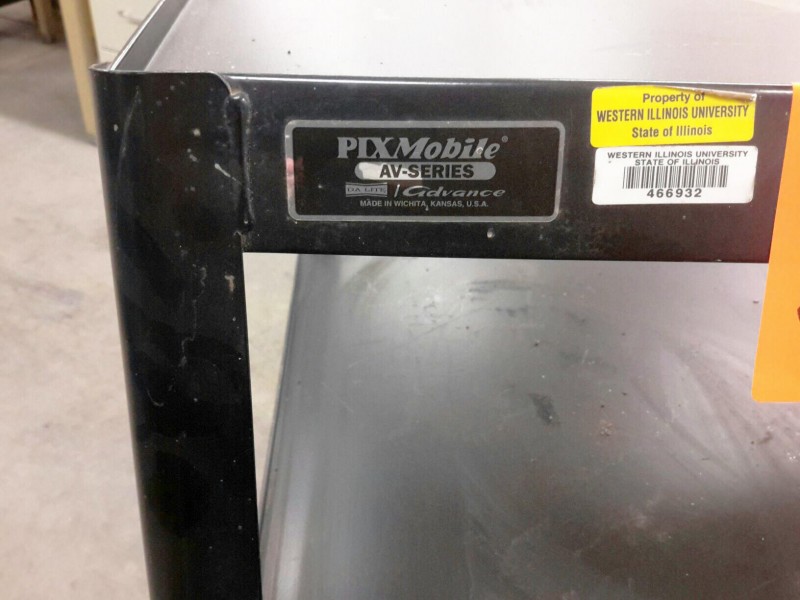 PIXMobile®
AV-SERIES
DA-LITE | Advance
MADE IN WICHITA, KANSAS, U.S.A.
Property of
WESTERN ILLINOIS UNIVERSITY
State of Illinois
WESTERN ILLINOIS UNIVERSITY
STATE OF ILLINOIS
466932